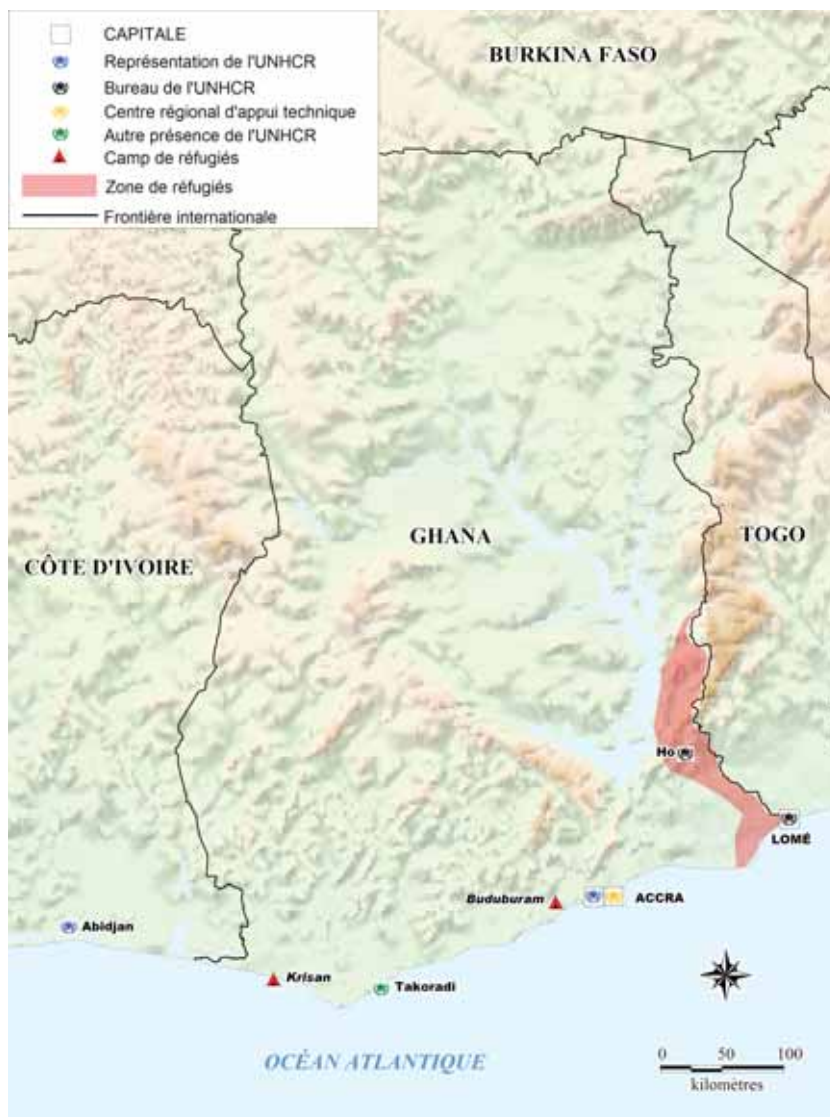 CAPITALE
Représentation de l'UNHCR
Bureau de l'UNHCR
Centre régional d'appui technique
Autre présence de l'UNHCR
Camp de réfugiés
Zone de réfugiés
Frontière internationale
BURKINA FASO
GHANA
TOGO
CÔTE D'IVOIRE
Ho
LOMÉ
Buduburam
ACCRA
Abidjan
Krisan
Takoradi
OCÉAN ATLANTIQUE
0 50 100
kilomètres